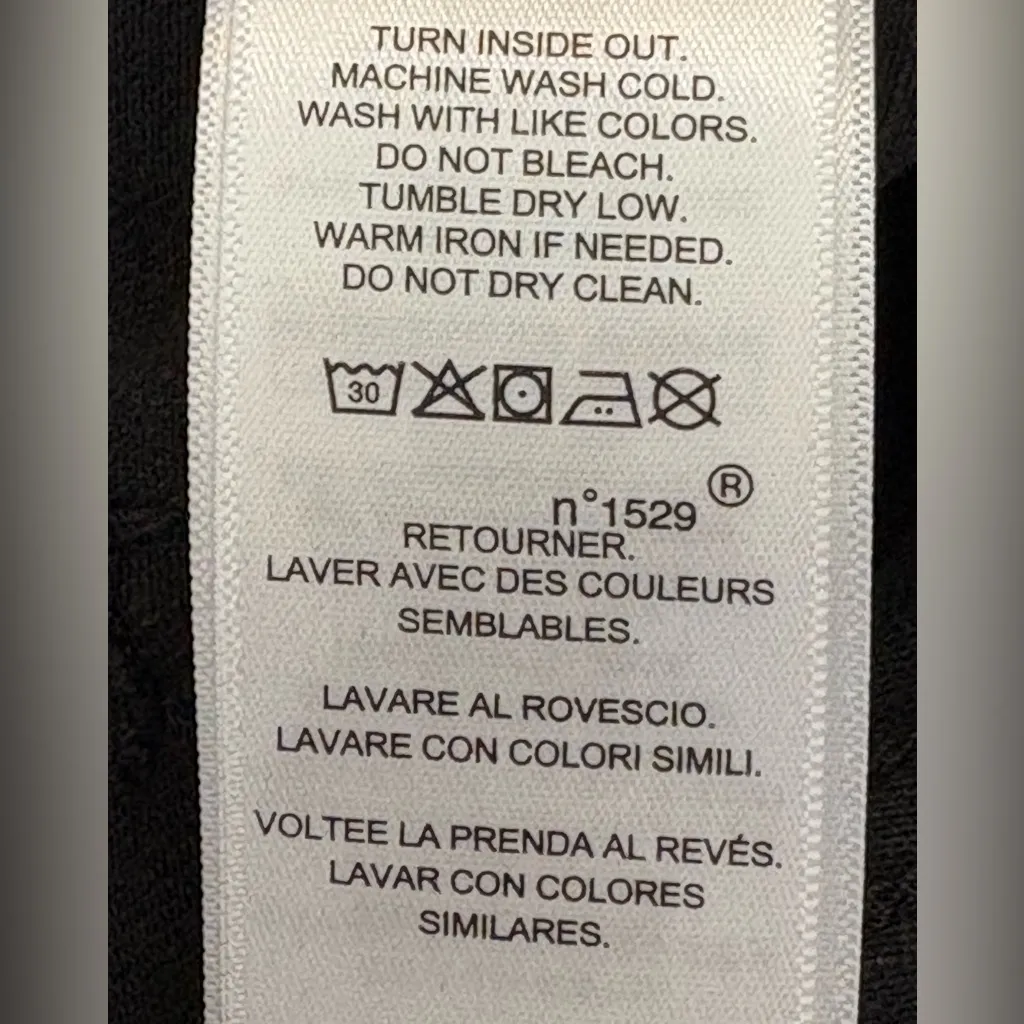 TURN INSIDE OUT.
MACHINE WASH COLD.
WASH WITH LIKE COLORS.
DO NOT BLEACH.
TUMBLE DRY LOW.
WARM IRON IF NEEDED.
DO NOT DRY CLEAN.
30
n°1529®
RETOURNER.
LAVER AVEC DES COULEURS
SEMBLABLES.
LAVARE AL ROVESCIO.
LAVARE CON COLORI SIMILI.
VOLTEE LA PRENDA AL REVÉS.
LAVAR CON COLORES
SIMILARES.